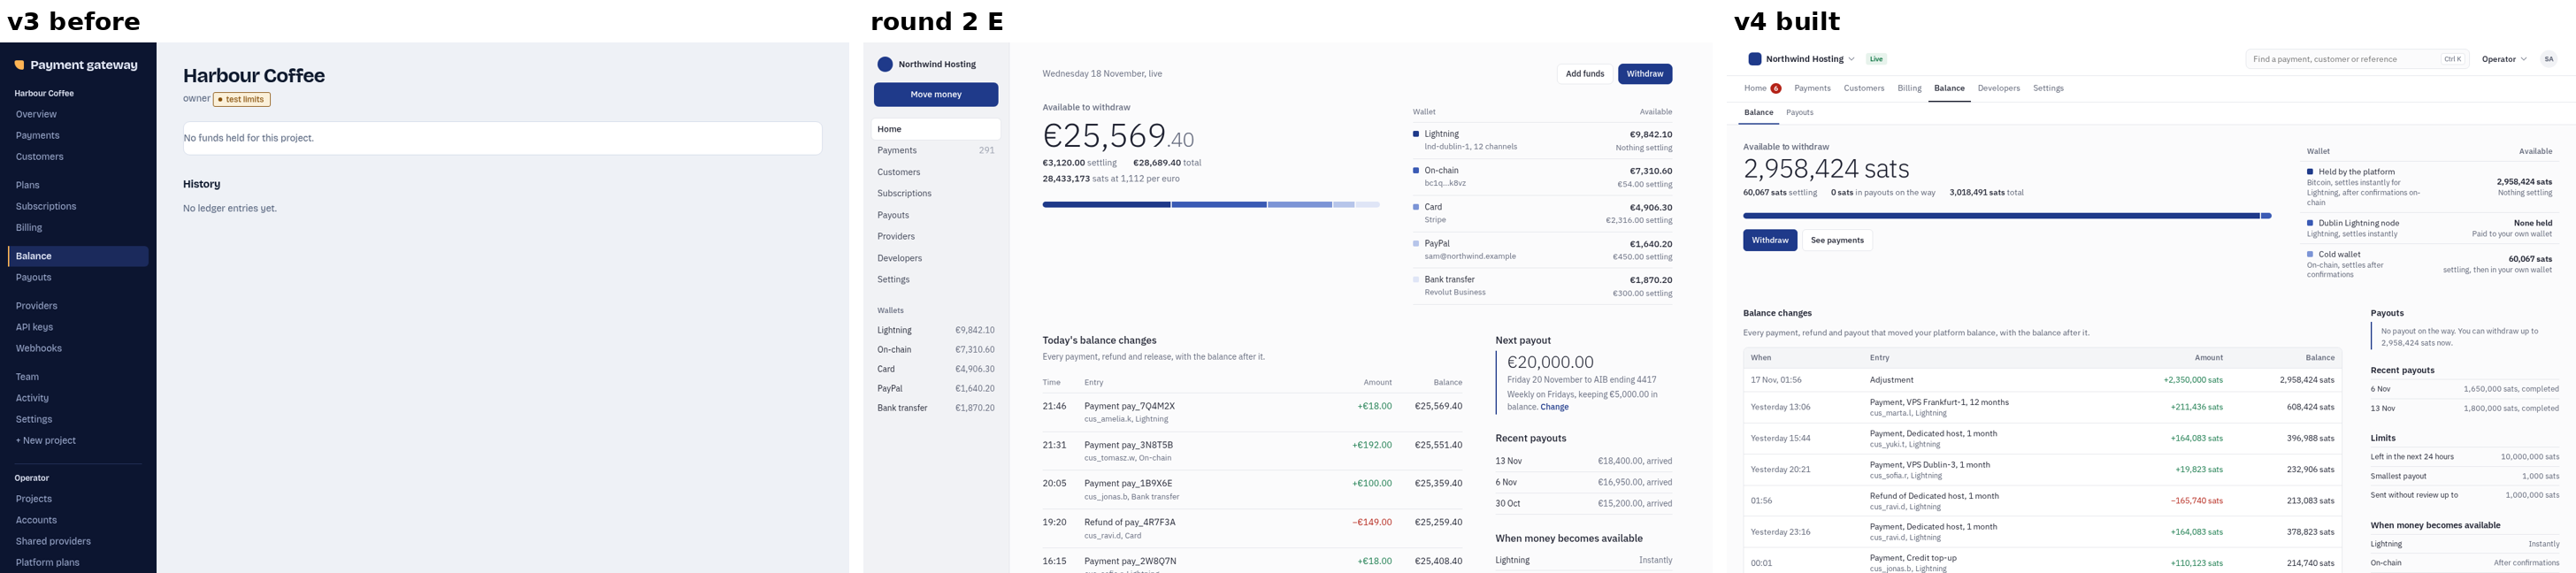 v3 before
Payment gateway
Harbour Coffee
Overview
Payments
Customers
Plans
Subscriptions
Billing
Balance
Payouts
Providers
API keys
Webhooks
Team
Activity
Settings
+ New project
Operator
Projects
Accounts
Shared providers
Platform plans
Harbour Coffee
owner • test limits
No funds held for this project.
History
No ledger entries yet.
round 2 E
Northwind Hosting
Move money
Home
Payments 291
Customers
Subscriptions
Payouts
Providers
Developers
Settings
Wallets
Lightning €9,842.10
On-chain €7,310.60
Card €4,906.30
PayPal €1,640.20
Bank transfer €1,870.20
Wednesday 18 November, live
Add funds Withdraw
Available to withdraw
€25,569.40
€3,120.00 settling €28,689.40 total
28,433,173 sats at 1,112 per euro
Wallet Available
Lightning €9,842.10
lnd-dublin-1, 12 channels Nothing settling
On-chain €7,310.60
bc1q...k8vz €54.00 settling
Card €4,906.30
Stripe €2,316.00 settling
PayPal €1,640.20
sam@northwind.example €450.00 settling
Bank transfer €1,870.20
Revolut Business €300.00 settling
Today's balance changes
Every payment, refund and release, with the balance after it.
Time Entry Amount Balance
21:46 Payment pay_7Q4M2X +€18.00 €25,569.40
cus_amelia.k, Lightning
21:31 Payment pay_3N8T5B +€192.00 €25,551.40
cus_tomasz.w, On-chain
20:05 Payment pay_1B9X6E +€100.00 €25,359.40
cus_jonas.b, Bank transfer
19:20 Refund of pay_4R7F3A −€149.00 €25,259.40
cus_ravi.d, Card
16:15 Payment pay_2W8Q7N +€18.00 €25,408.40
Next payout
€20,000.00
Friday 20 November to AIB ending 4417
Weekly on Fridays, keeping €5,000.00 in
balance. Change
Recent payouts
13 Nov €18,400.00, arrived
6 Nov €16,950.00, arrived
30 Oct €15,200.00, arrived
When money becomes available
Lightning Instantly
v4 built
Northwind Hosting Live
Find a payment, customer or reference Ctrl K
Operator SA
Home 6 Payments Customers Billing Balance Developers Settings
Balance Payouts
Available to withdraw
2,958,424 sats
60,067 sats settling 0 sats in payouts on the way 3,018,491 sats total
Withdraw See payments
Wallet Available
Held by the platform 2,958,424 sats
Bitcoin, settles instantly for Nothing settling
Lightning, after confirmations on-
chain
Dublin Lightning node None held
Lightning, settles instantly Paid to your own wallet
Cold wallet 60,067 sats
On-chain, settles after settling, then in your own wallet
confirmations
Balance changes
Every payment, refund and payout that moved your platform balance, with the balance after it.
When Entry Amount Balance
17 Nov, 01:56 Adjustment +2,350,000 sats 2,958,424 sats
Yesterday 13:06 Payment, VPS Frankfurt-1, 12 months +211,436 sats 608,424 sats
cus_marta.l, Lightning
Yesterday 15:44 Payment, Dedicated host, 1 month +164,083 sats 396,988 sats
cus_yuki.t, Lightning
Yesterday 20:21 Payment, VPS Dublin-3, 1 month +19,823 sats 232,906 sats
cus_sofia.r, Lightning
01:56 Refund of Dedicated host, 1 month −165,740 sats 213,083 sats
cus_ravi.d, Lightning
Yesterday 23:16 Payment, Dedicated host, 1 month +164,083 sats 378,823 sats
cus_ravi.d, Lightning
00:01 Payment, Credit top-up +110,123 sats 214,740 sats
cus_jonas.b, Lightning
Payouts
No payout on the way. You can withdraw up to
2,958,424 sats now.
Recent payouts
6 Nov 1,650,000 sats, completed
13 Nov 1,800,000 sats, completed
Limits
Left in the next 24 hours 10,000,000 sats
Smallest payout 1,000 sats
Sent without review up to 1,000,000 sats
When money becomes available
Lightning Instantly
On-chain After confirmations